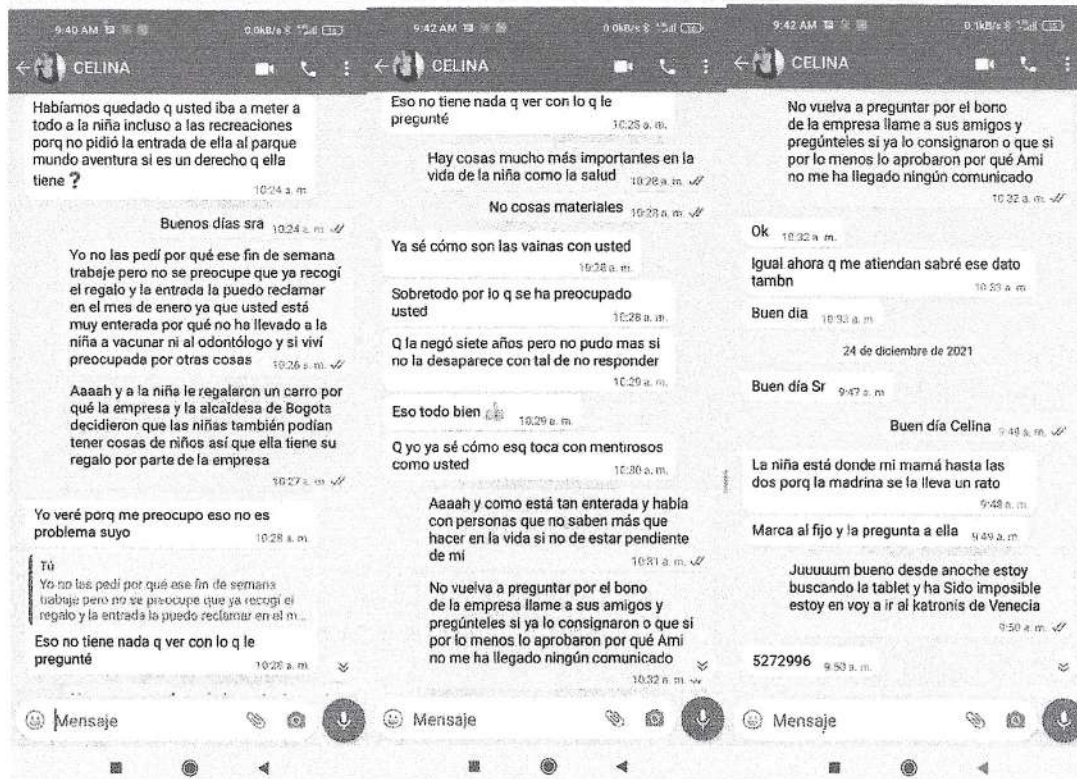 9:40 AM
0.0kB/s
CELINA
Habíamos quedado q usted iba a meter a
todo a la niña incluso a las recreaciones
porq no pidió la entrada de ella al parque
mundo aventura si es un derecho q ella
tiene ?
10:24 a. m.
Buenos días sra 10:24 a. m.
Yo no las pedí por qué ese fin de semana
trabaje pero no se preocupe que ya recogí
el regalo y la entrada la puedo reclamar
en el mes de enero ya que usted está
muy enterada por qué no ha llevado a la
niña a vacunar ni al odontólogo y si viví
preocupada por otras cosas 10:26 a. m.
Aaaah y a la niña le regalaron un carro por
qué la empresa y la alcaldesa de Bogota
decidieron que las niñas también podían
tener cosas de niños así que ella tiene su
regalo por parte de la empresa
10:27 a. m.
Yo veré porq me preocupo eso no es
problema suyo 10:28 a. m.
Tú
Yo no las pedí por qué ese fin de semana
trabaje pero no se preocupe que ya recogí el
regalo y la entrada la puedo reclamar en el m...
Eso no tiene nada q ver con lo q le
pregunté 10:28 a. m.
Mensaje
9:42 AM
0.0kB/s
CELINA
Eso no tiene nada q ver con lo q le
pregunté 10:28 a. m.
Hay cosas mucho más importantes en la
vida de la niña como la salud 10:28 a. m.
No cosas materiales 10:28 a. m.
Ya sé cómo son las vainas con usted
10:28 a. m.
Sobretodo por lo q se ha preocupado
usted 10:28 a. m.
Q la negó siete años pero no pudo mas si
no la desaparece con tal de no responder
10:29 a. m.
Eso todo bien 10:29 a. m.
Q yo ya sé cómo esq toca con mentirosos
como usted 10:30 a. m.
Aaaah y como está tan enterada y habla
con personas que no saben más que
hacer en la vida si no de estar pendiente
de mí 10:31 a. m.
No vuelva a preguntar por el bono
de la empresa llame a sus amigos y
pregúnteles si ya lo consignaron o que si
por lo menos lo aprobaron por qué Ami
no me ha llegado ningún comunicado
10:32 a. m.
Mensaje
9:42 AM
0.1kB/s
CELINA
No vuelva a preguntar por el bono
de la empresa llame a sus amigos y
pregúnteles si ya lo consignaron o que si
por lo menos lo aprobaron por qué Ami
no me ha llegado ningún comunicado
10:32 a. m.
Ok 10:32 a. m.
Igual ahora q me atiendan sabré ese dato
tambn 10:33 a. m.
Buen dia 10:33 a. m.
24 de diciembre de 2021
Buen día Sr 9:47 a. m.
Buen día Celina 9:48 a. m.
La niña está donde mi mamá hasta las
dos porq la madrina se la lleva un rato
9:48 a. m.
Marca al fijo y la pregunta a ella 9:49 a. m.
Juuuuum bueno desde anoche estoy
buscando la tablet y ha Sido imposible
estoy en voy a ir al katronis de Venecia
9:50 a. m.
5272996 9:53 a. m.
Mensaje